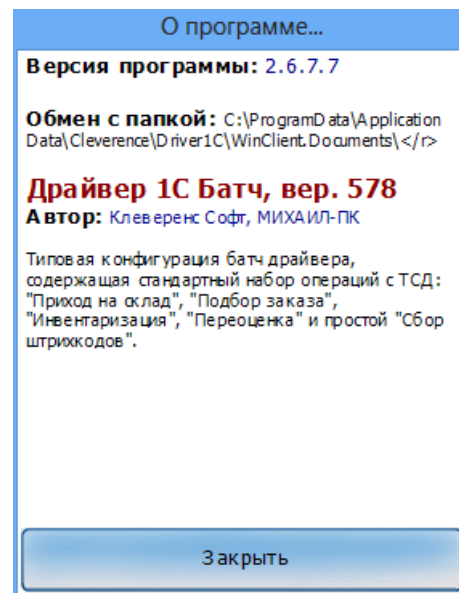 О программе...
Версия программы: 2.6.7.7
Обмен с папкой: C:\ProgramData\Application
Data\Cleverence\Driver1C\WinClient.Documents\</r>
Драйвер 1С Батч, вер. 578
Автор: Клеверенс Софт, МИХАИЛ-ПК
Типовая конфигурация батч драйвера,
содержащая стандартный набор операций с ТСД:
"Приход на склад", "Подбор заказа",
"Инвентаризация", "Переоценка" и простой "Сбор
штрихкодов".
Закрыть